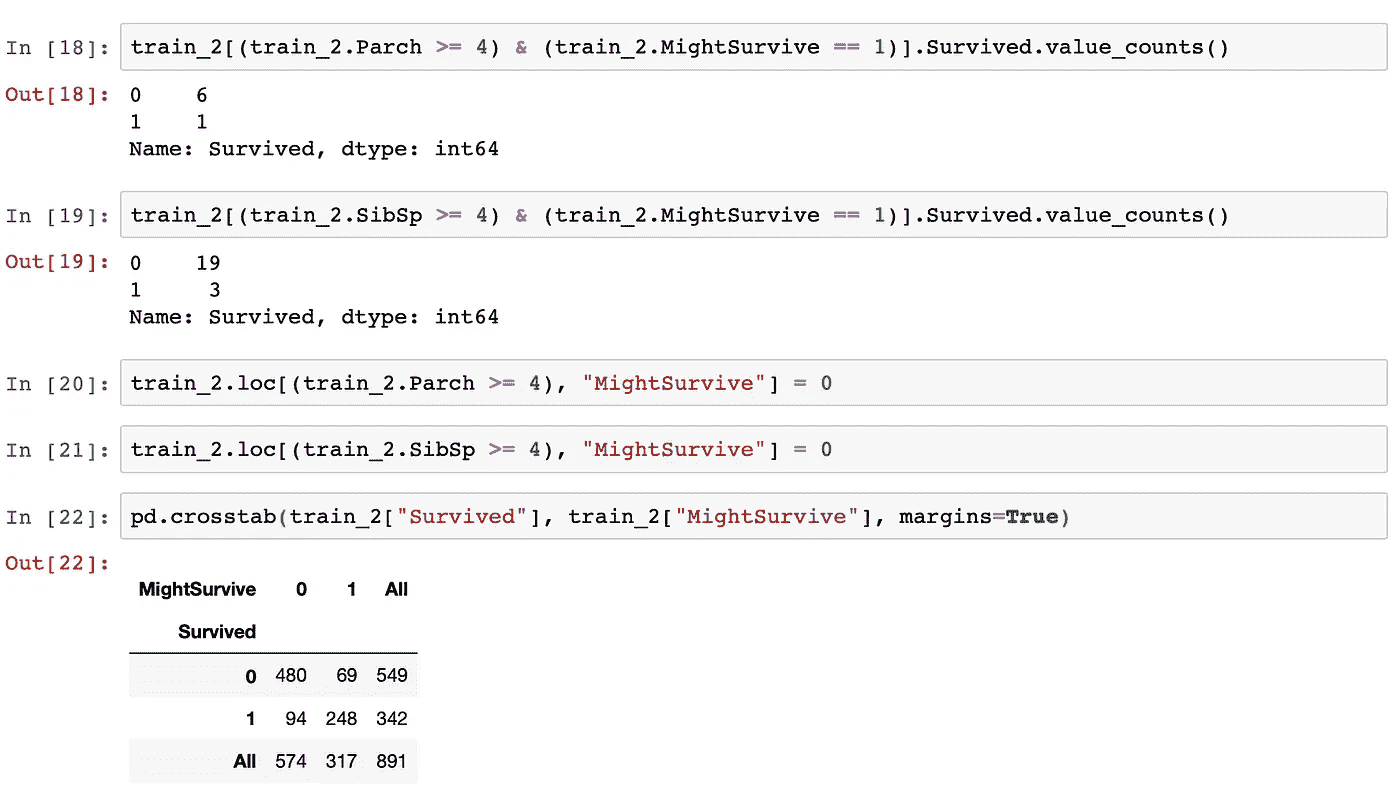 In [18]: train_2[(train_2.Parch >= 4) & (train_2.MightSurvive == 1)].Survived.value_counts()
Out[18]: 0    6
1    1
Name: Survived, dtype: int64
In [19]: train_2[(train_2.SibSp >= 4) & (train_2.MightSurvive == 1)].Survived.value_counts()
Out[19]: 0    19
1     3
Name: Survived, dtype: int64
In [20]: train_2.loc[(train_2.Parch >= 4), "MightSurvive"] = 0
In [21]: train_2.loc[(train_2.SibSp >= 4), "MightSurvive"] = 0
In [22]: pd.crosstab(train_2["Survived"], train_2["MightSurvive"], margins=True)
Out[22]:
MightSurvive 0 1 All
Survived
0 480 69 549
1 94 248 342
All 574 317 891